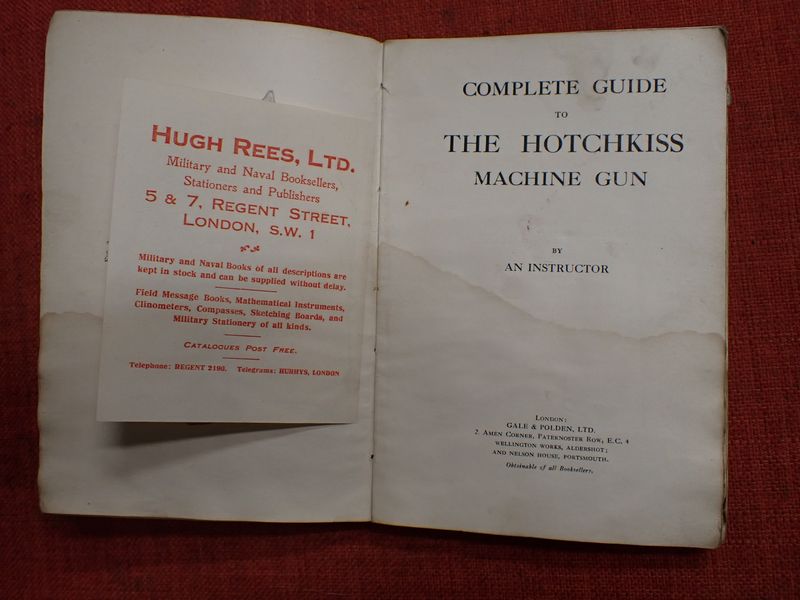 HUGH REES, LTD.
Military and Naval Booksellers,
Stationers and Publishers
5 & 7, REGENT STREET,
LONDON, S.W. 1
Military and Naval Books of all descriptions are
kept in stock and can be supplied without delay.
Field Message Books, Mathematical Instruments,
Clinometers, Compasses, Sketching Boards, and
Military Stationery of all kinds.
CATALOGUES POST FREE.
Telephone: REGENT 2190. Telegrams: HURHYS, LONDON
COMPLETE GUIDE
TO
THE HOTCHKISS
MACHINE GUN
BY
AN INSTRUCTOR
LONDON:
GALE & POLDEN, LTD.
2, AMEN CORNER, PATERNOSTER ROW, E.C. 4
WELLINGTON WORKS, ALDERSHOT;
AND NELSON HOUSE, PORTSMOUTH.
Obtainable of all Booksellers.